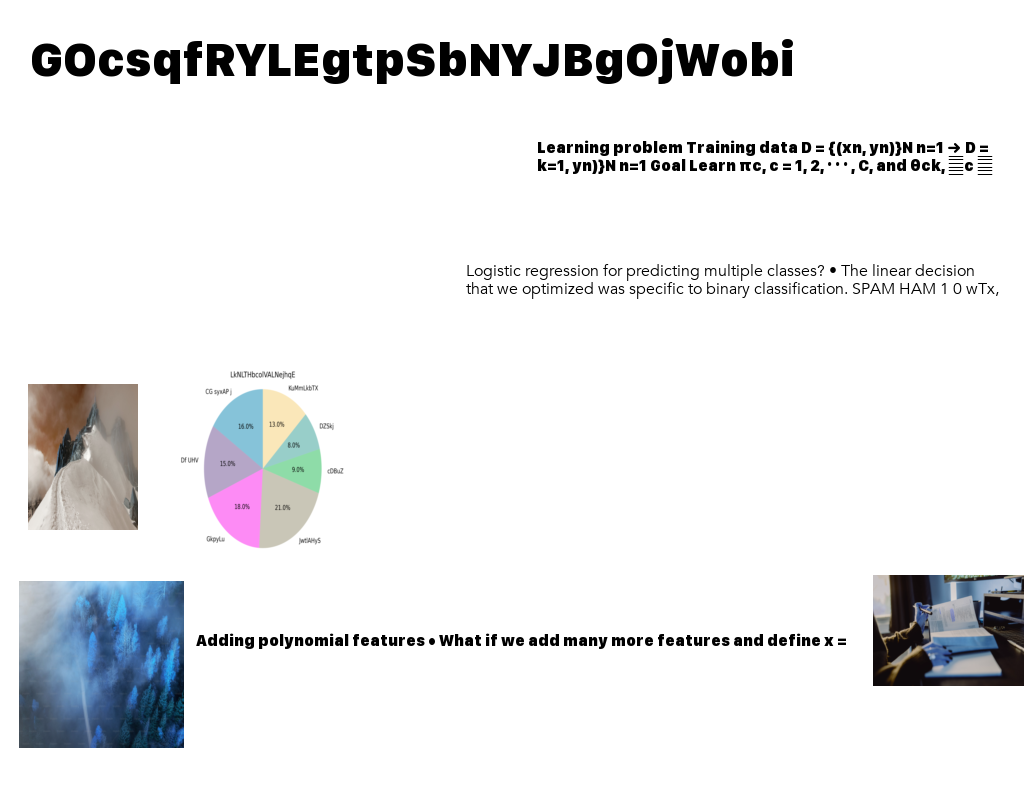 GOcsqfRYLEgtpSbNYJBgOjWobi
Learning problem Training data D = {(xn, yn)}N n=1 → D =
k=1, yn)}N n=1 Goal Learn πc, c = 1, 2, · · · , C, and θck, c
Logistic regression for predicting multiple classes? • The linear decision
that we optimized was specific to binary classification. SPAM HAM 1 0 wTx,
LkNLTHbcolVALNejhqE
CG syxAP j
KuMmLkbTX
16.0%
13.0%
DZSkj
8.0%
Df UHV
15.0%
9.0%
cDBuZ
18.0%
21.0%
GkpyLu
JwtlAHyS
Adding polynomial features • What if we add many more features and define x =